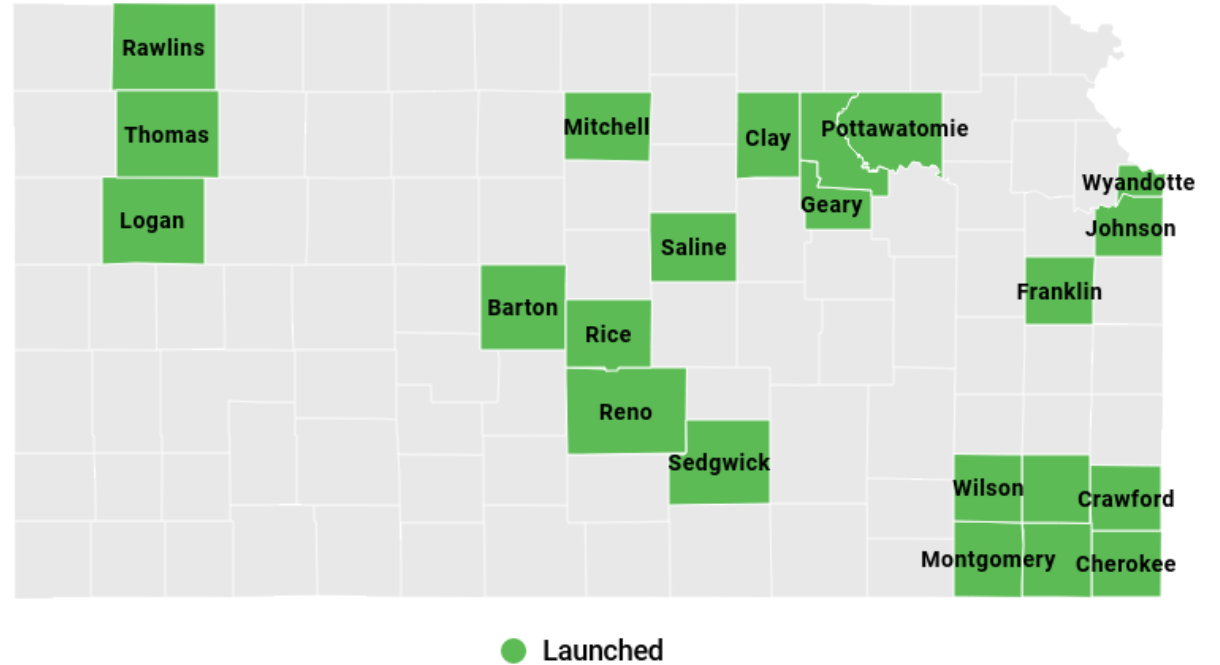 Rawlins
Thomas
Mitchell
Clay
Pottawatomie
Wyandotte
Logan
Geary
Johnson
Saline
Franklin
Barton
Rice
Reno
Sedgwick
Wilson
Crawford
Montgomery
Cherokee
Launched